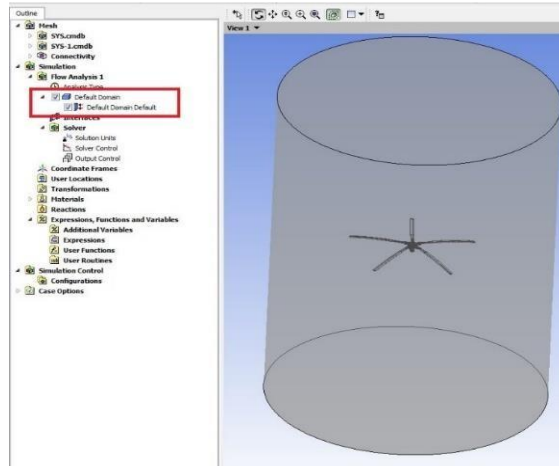 Outline
Mesh
SYS.cmdb
SYS-1.cmdb
Connectivity
Simulation
Flow Analysis 1
Analysis Type
Default Domain
Default Domain Default
Interfaces
Solver
Solution Units
Solver Control
Output Control
Coordinate Frames
User Locations
Transformations
Materials
Reactions
Expressions, Functions and Variables
Additional Variables
Expressions
User Functions
User Routines
Simulation Control
Configurations
Case Options
View 1